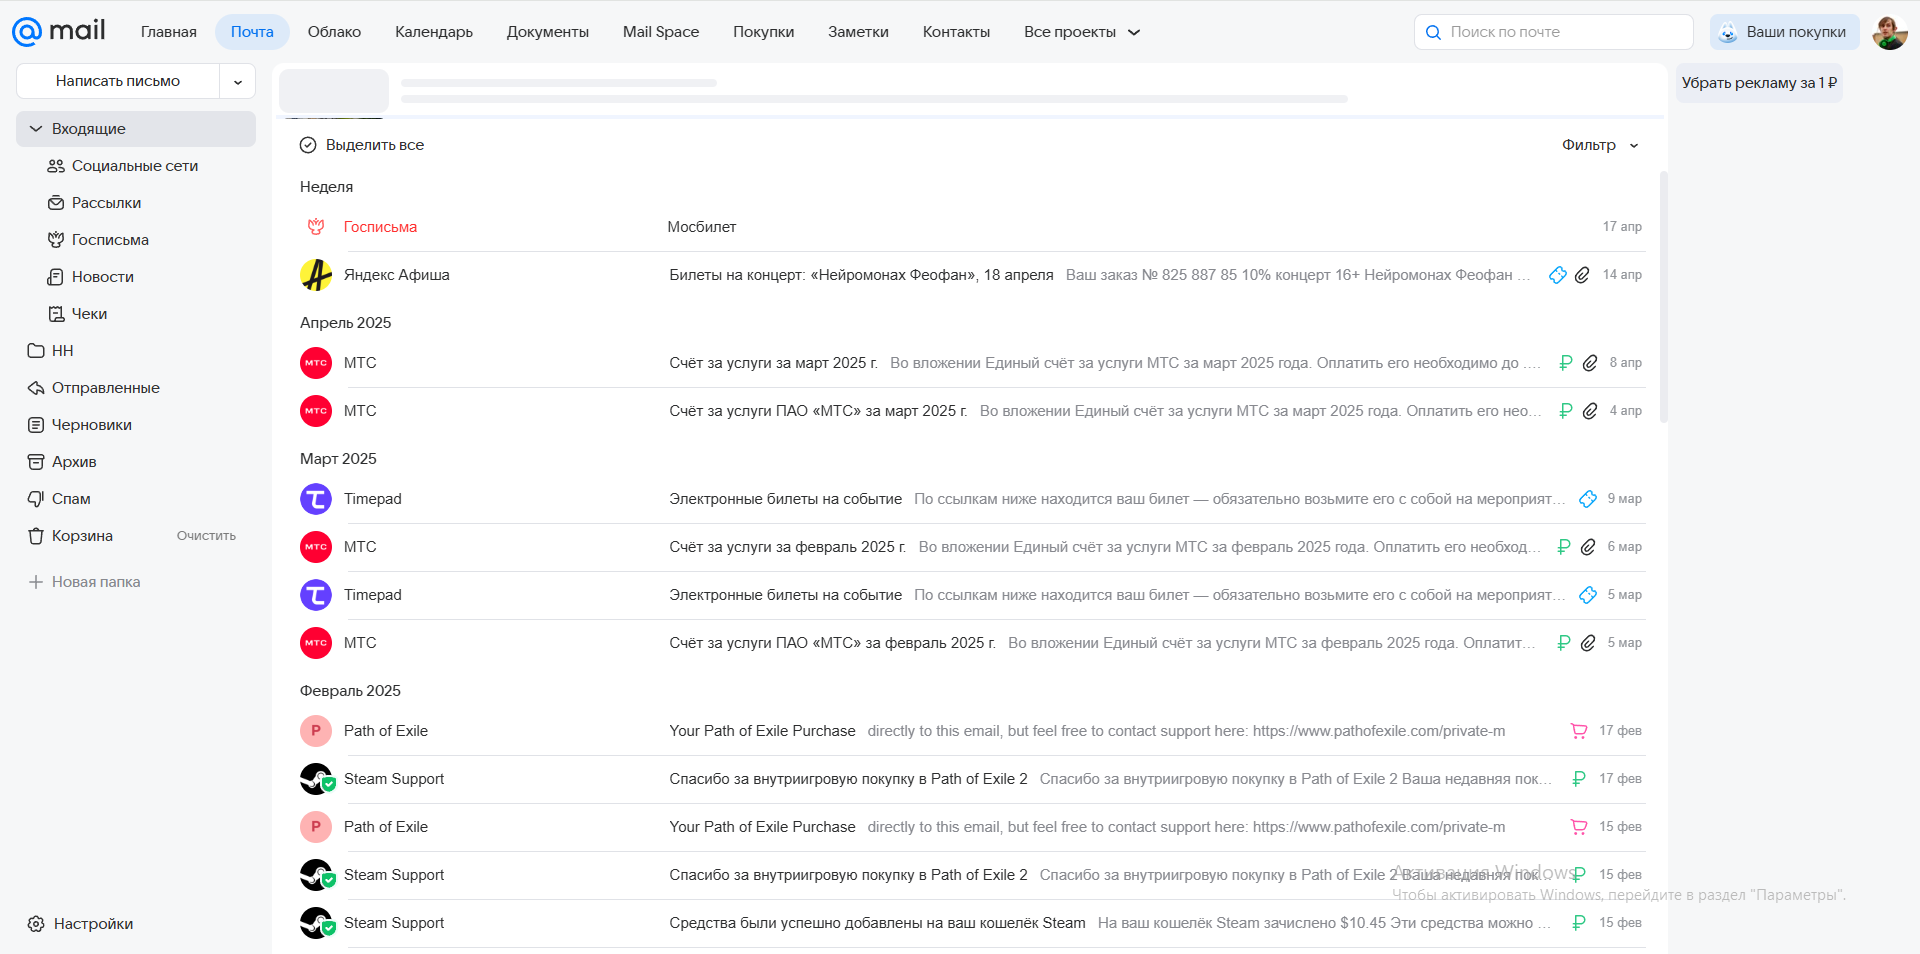 mail Главная Почта Облако Календарь Документы Mail Space Покупки Заметки Контакты Все проекты Поиск по почте Ваши покупки
Написать письмо
Входящие
Социальные сети
Рассылки
Госписьма
Новости
Чеки
НН
Отправленные
Черновики
Архив
Спам
Корзина Очистить
Новая папка
Настройки
Убрать рекламу за 1 ₽
Выделить все Фильтр
Неделя
Госписьма Мосбилет 17 апр
Яндекс Афиша Билеты на концерт: «Нейромонах Феофан», 18 апреля Ваш заказ № 825 887 85 10% концерт 16+ Нейромонах Феофан ... 14 апр
Апрель 2025
МТС Счёт за услуги за март 2025 г. Во вложении Единый счёт за услуги МТС за март 2025 года. Оплатить его необходимо до .... 8 апр
МТС Счёт за услуги ПАО «МТС» за март 2025 г. Во вложении Единый счёт за услуги МТС за март 2025 года. Оплатить его нео... 4 апр
Март 2025
Timepad Электронные билеты на событие По ссылкам ниже находится ваш билет — обязательно возьмите его с собой на мероприят... 9 мар
МТС Счёт за услуги за февраль 2025 г. Во вложении Единый счёт за услуги МТС за февраль 2025 года. Оплатить его необход... 6 мар
Timepad Электронные билеты на событие По ссылкам ниже находится ваш билет — обязательно возьмите его с собой на мероприят... 5 мар
МТС Счёт за услуги ПАО «МТС» за февраль 2025 г. Во вложении Единый счёт за услуги МТС за февраль 2025 года. Оплатит... 5 мар
Февраль 2025
P Path of Exile Your Path of Exile Purchase directly to this email, but feel free to contact support here: https://www.pathofexile.com/private-m 17 фев
Steam Support Спасибо за внутриигровую покупку в Path of Exile 2 Спасибо за внутриигровую покупку в Path of Exile 2 Ваша недавняя пок... 17 фев
P Path of Exile Your Path of Exile Purchase directly to this email, but feel free to contact support here: https://www.pathofexile.com/private-m 15 фев
Steam Support Спасибо за внутриигровую покупку в Path of Exile 2 Спасибо за внутриигровую покупку в Path of Exile 2 Ваша недавняя пок... 15 фев
Steam Support Средства были успешно добавлены на ваш кошелёк Steam На ваш кошелёк Steam зачислено $10.45 Эти средства можно ... 15 фев
Активация Windows
Чтобы активировать Windows, перейдите в раздел "Параметры".